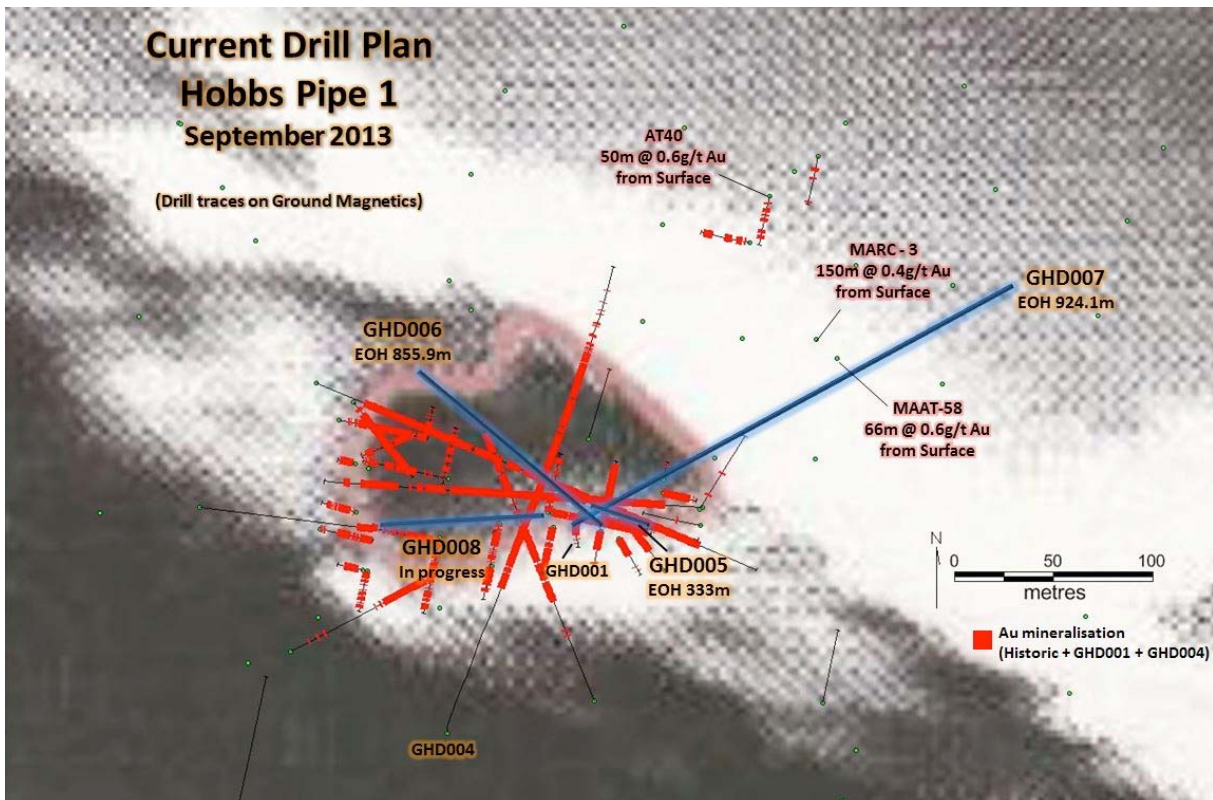 Current Drill Plan
Hobbs Pipe 1
September 2013
(Drill traces on Ground Magnetics)
AT40
50m @ 0.6g/t Au
from Surface
MARC - 3
150m @ 0.4g/t Au
from Surface
GHD007
EOH 924.1m
GHD006
EOH 855.9m
MAAT-58
66m @ 0.6g/t Au
from Surface
GHD008
In progress
GHD001
GHD005
EOH 333m
N
0 50 100
metres
Au mineralisation
(Historic + GHD001 + GHD004)
GHD004